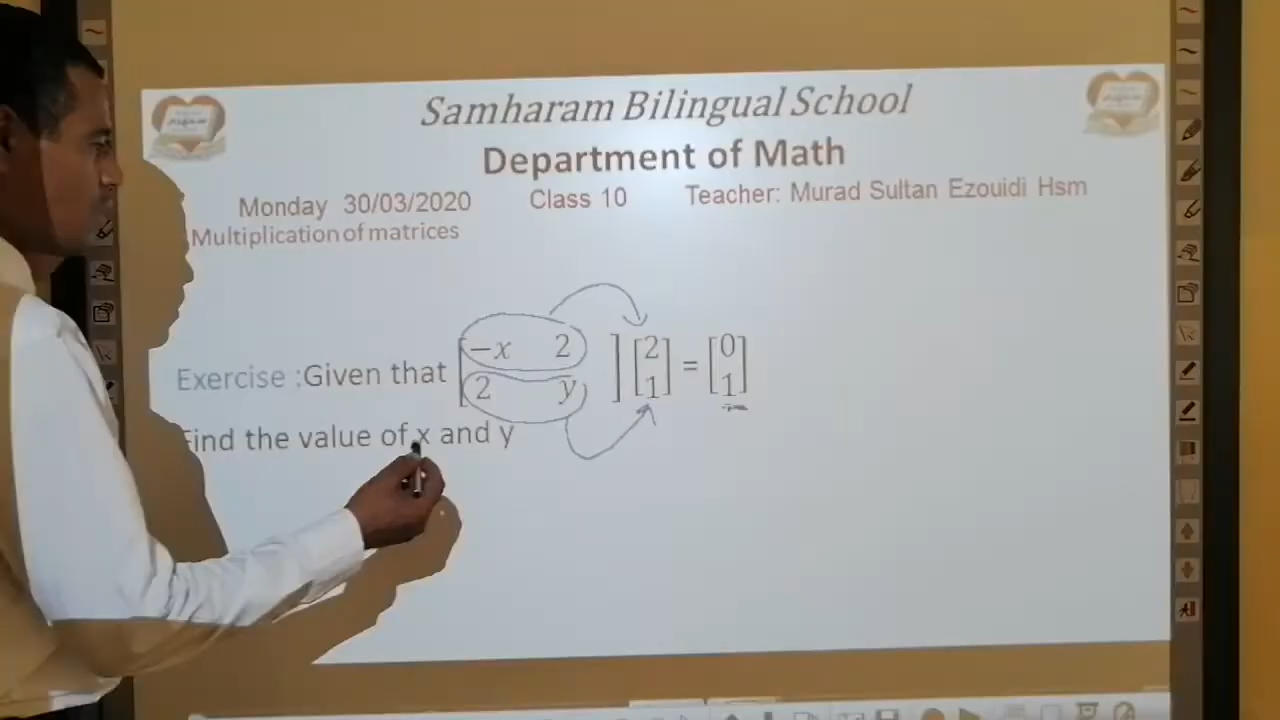 Samharam Bilingual School
Department of Math
Monday 30/03/2020 Class 10 Teacher: Murad Sultan Ezouidi Hsm
Multiplication of matrices
Exercise :Given that [−x 2; 2 y] [2; 1] = [0; 1]
Find the value of x and y